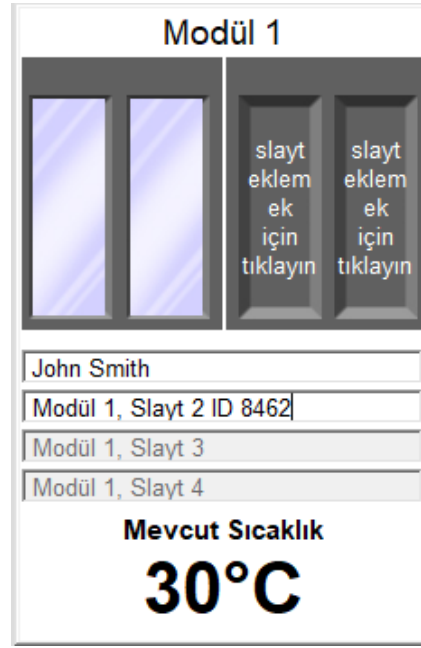 Modül 1
slayt
eklem
ek
için
tıklayın
slayt
eklem
ek
için
tıklayın
John Smith
Modül 1, Slayt 2 ID 8462
Modül 1, Slayt 3
Modül 1, Slayt 4
Mevcut Sıcaklık
30°C